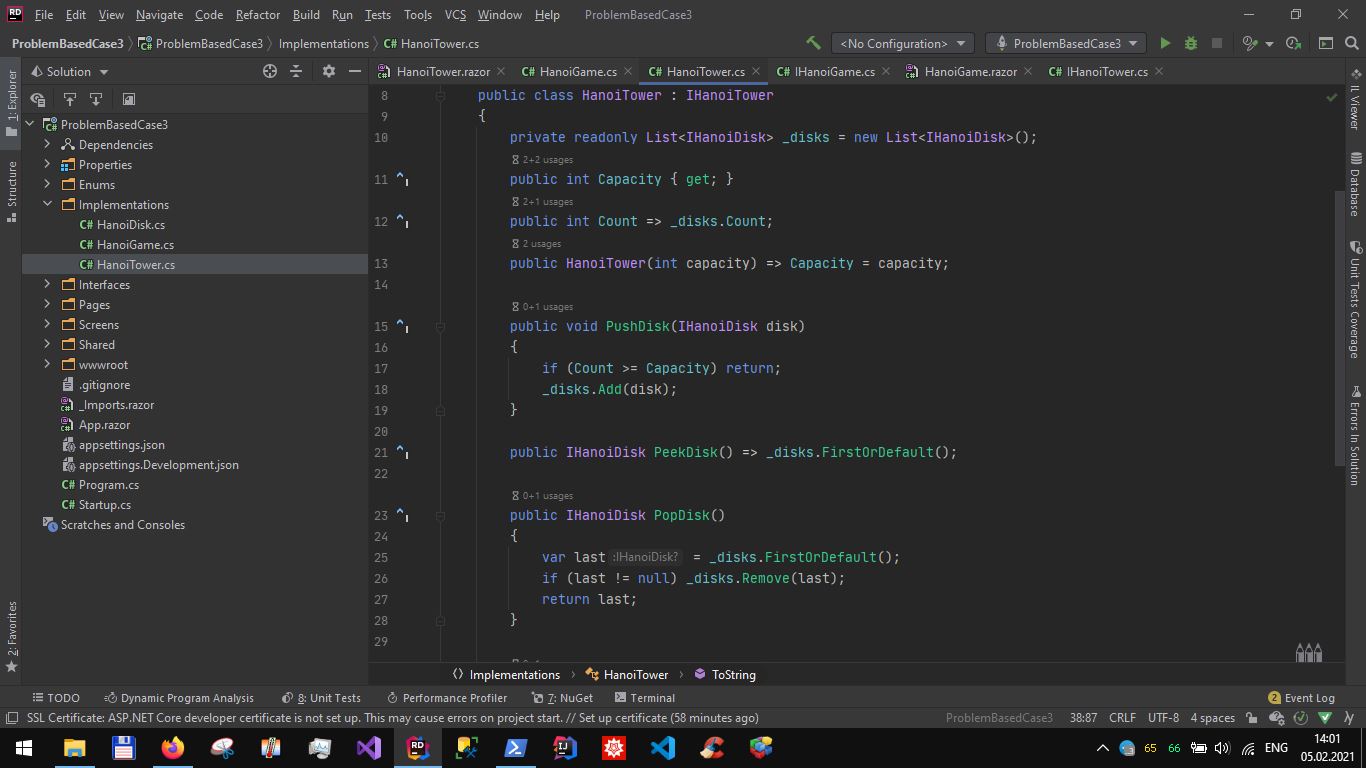 File Edit View Navigate Code Refactor Build Run Tests Tools VCS Window Help ProblemBasedCase3
ProblemBasedCase3 ProblemBasedCase3 Implementations C# HanoiTower.cs <No Configuration> ProblemBasedCase3
Solution
HanoiTower.razor C# HanoiGame.cs C# HanoiTower.cs C# IHanoiGame.cs HanoiGame.razor C# IHanoiTower.cs
1: Explorer
Structure
2: Favorites
ProblemBasedCase3
Dependencies
Properties
Enums
Implementations
C# HanoiDisk.cs
C# HanoiGame.cs
C# HanoiTower.cs
Interfaces
Pages
Screens
Shared
wwwroot
.gitignore
_Imports.razor
App.razor
appsettings.json
appsettings.Development.json
C# Program.cs
C# Startup.cs
Scratches and Consoles
8 public class HanoiTower : IHanoiTower
9 {
10 private readonly List<IHanoiDisk> _disks = new List<IHanoiDisk>();
2+2 usages
11 public int Capacity { get; }
2+1 usages
12 public int Count => _disks.Count;
2 usages
13 public HanoiTower(int capacity) => Capacity = capacity;
14
0+1 usages
15 public void PushDisk(IHanoiDisk disk)
16 {
17 if (Count >= Capacity) return;
18 _disks.Add(disk);
19 }
20
21 public IHanoiDisk PeekDisk() => _disks.FirstOrDefault();
22
0+1 usages
23 public IHanoiDisk PopDisk()
24 {
25 var last :IHanoiDisk? = _disks.FirstOrDefault();
26 if (last != null) _disks.Remove(last);
27 return last;
28 }
29
IL Viewer
Database
Unit Tests Coverage
Errors In Solution
Implementations HanoiTower ToString
TODO Dynamic Program Analysis 8: Unit Tests Performance Profiler 7: NuGet Terminal 2 Event Log
SSL Certificate: ASP.NET Core developer certificate is not set up. This may cause errors on project start. // Set up certificate (58 minutes ago) ProblemBasedCase3 38:87 CRLF UTF-8 4 spaces
RD IJ 65 66 ENG 14:01
05.02.2021